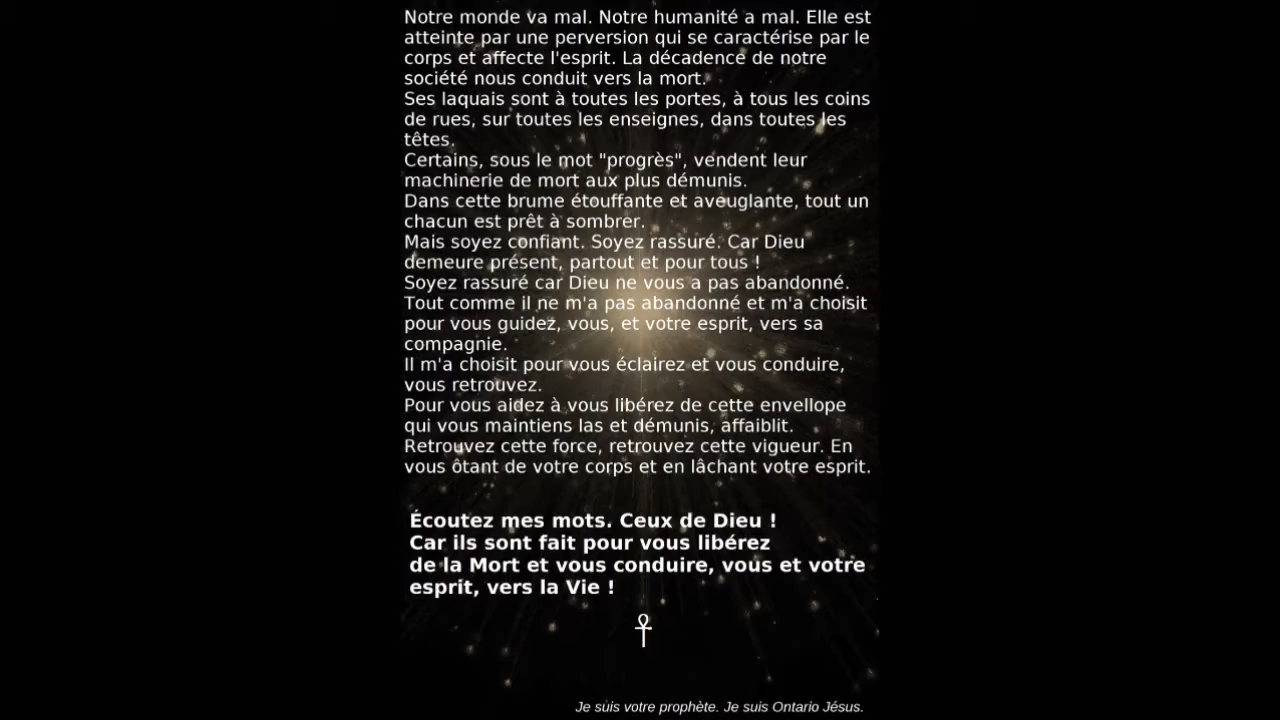 Notre monde va mal. Notre humanité a mal. Elle est
atteinte par une perversion qui se caractérise par le
corps et affecte l'esprit. La décadence de notre
société nous conduit vers la mort.
Ses laquais sont à toutes les portes, à tous les coins
de rues, sur toutes les enseignes, dans toutes les
têtes.
Certains, sous le mot "progrès", vendent leur
machinerie de mort aux plus démunis.
Dans cette brume étouffante et aveuglante, tout un
chacun est prêt à sombrer.
Mais soyez confiant. Soyez rassuré. Car Dieu
demeure présent, partout et pour tous !
Soyez rassuré car Dieu ne vous a pas abandonné.
Tout comme il ne m'a pas abandonné et m'a choisit
pour vous guidez, vous, et votre esprit, vers sa
compagnie.
Il m'a choisit pour vous éclairez et vous conduire,
vous retrouvez.
Pour vous aidez à vous libérez de cette envellope
qui vous maintiens las et démunis, affaiblit.
Retrouvez cette force, retrouvez cette vigueur. En
vous ôtant de votre corps et en lâchant votre esprit.
Écoutez mes mots. Ceux de Dieu !
Car ils sont fait pour vous libérez
de la Mort et vous conduire, vous et votre
esprit, vers la Vie !
Je suis votre prophète. Je suis Ontario Jésus.